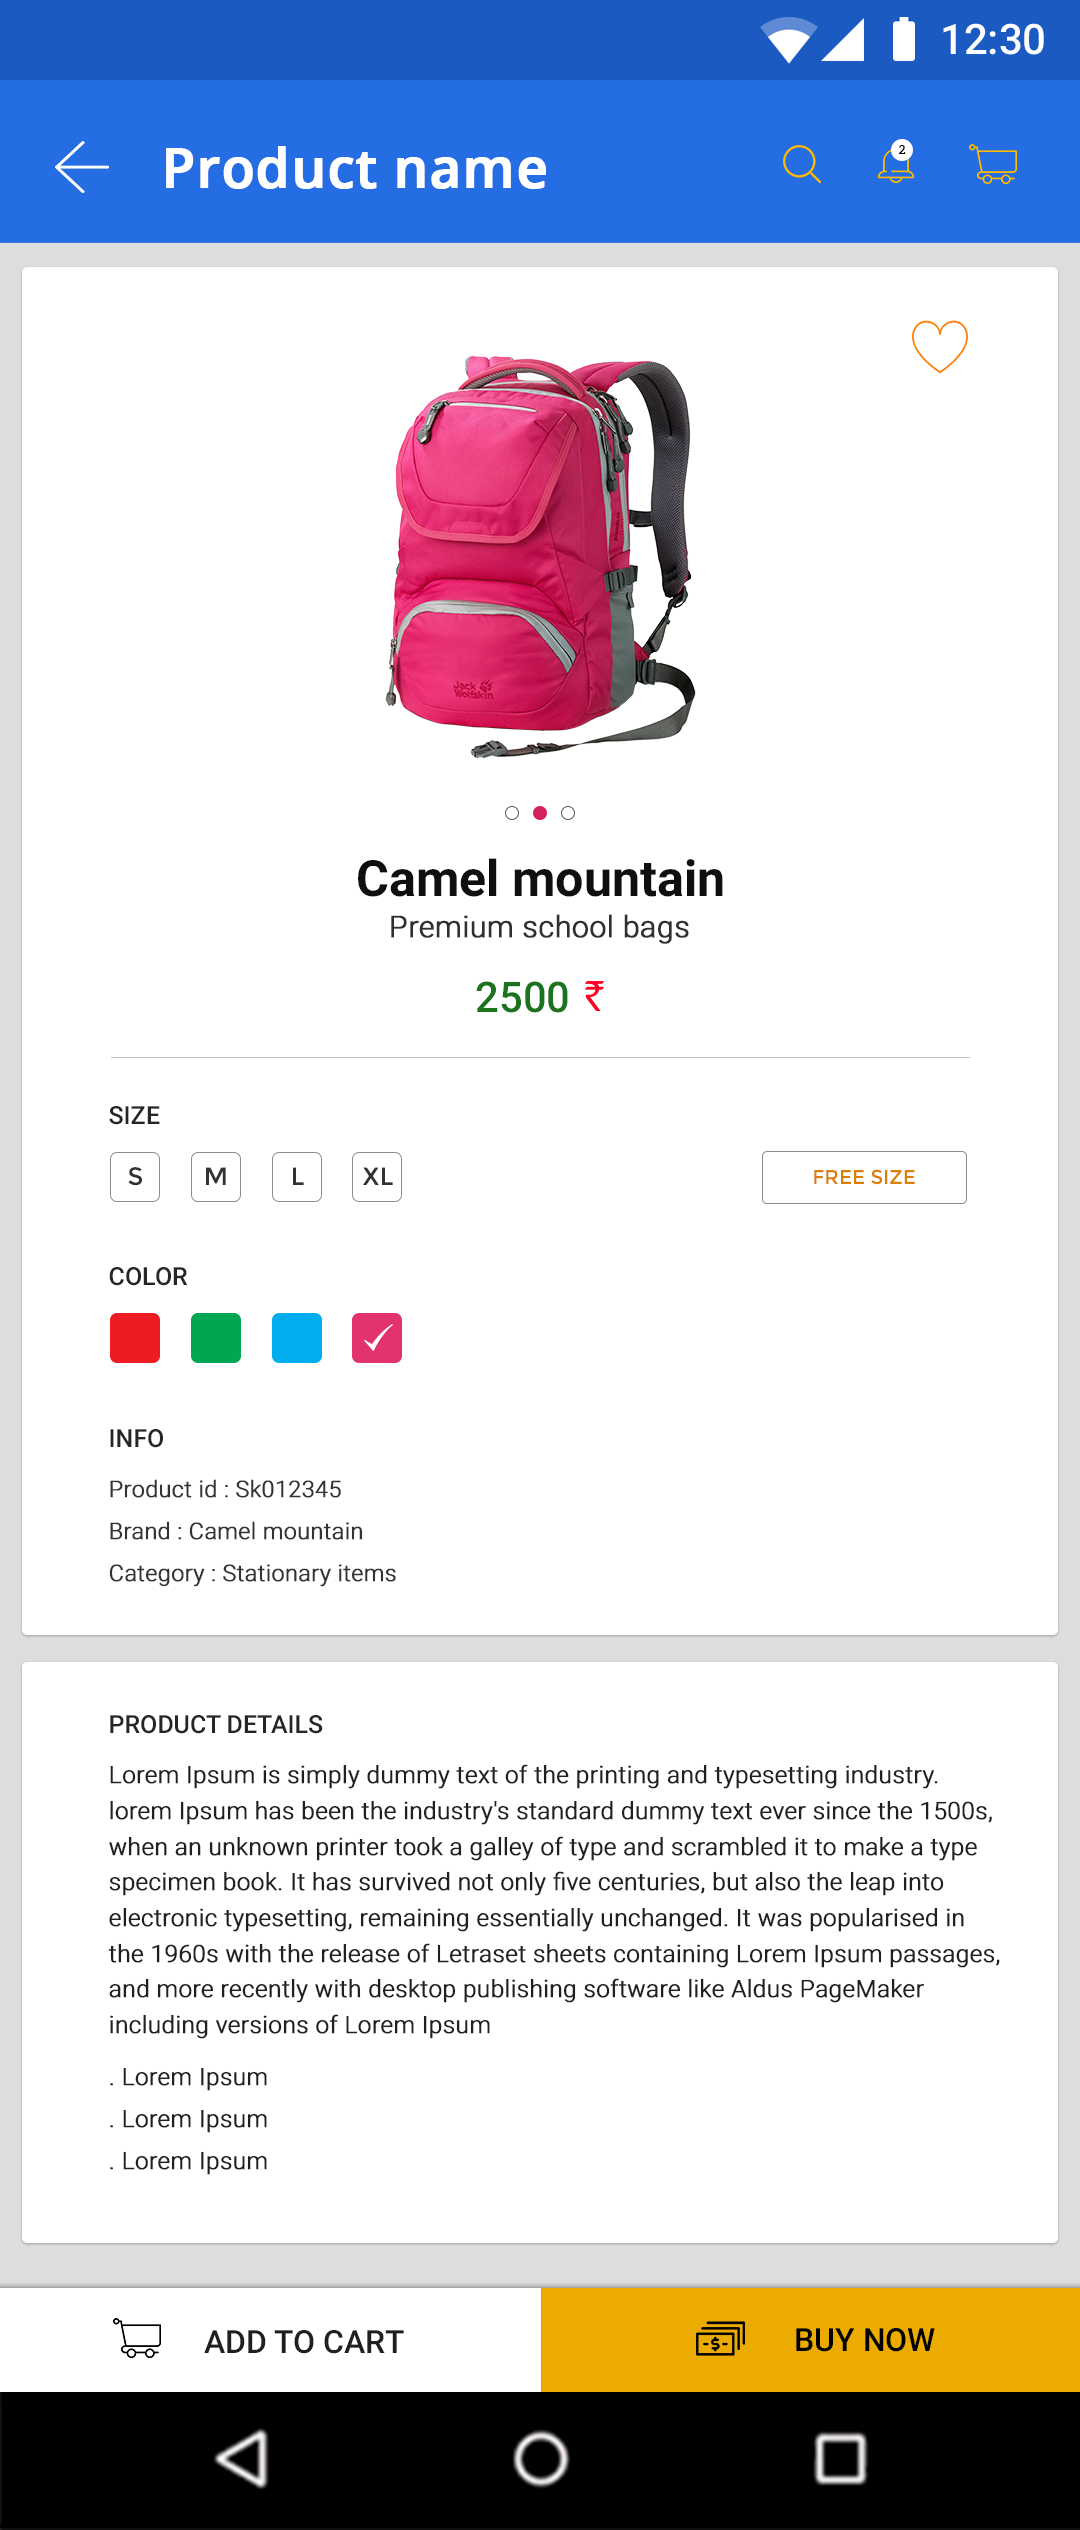 12:30
Product name
2
Jack
Wolfskin
Camel mountain
Premium school bags
2500 ₹
SIZE
S M L XL FREE SIZE
COLOR
INFO
Product id : Sk012345
Brand : Camel mountain
Category : Stationary items
PRODUCT DETAILS
Lorem Ipsum is simply dummy text of the printing and typesetting industry.
lorem Ipsum has been the industry's standard dummy text ever since the 1500s,
when an unknown printer took a galley of type and scrambled it to make a type
specimen book. It has survived not only five centuries, but also the leap into
electronic typesetting, remaining essentially unchanged. It was popularised in
the 1960s with the release of Letraset sheets containing Lorem Ipsum passages,
and more recently with desktop publishing software like Aldus PageMaker
including versions of Lorem Ipsum
. Lorem Ipsum
. Lorem Ipsum
. Lorem Ipsum
ADD TO CART
-$- BUY NOW